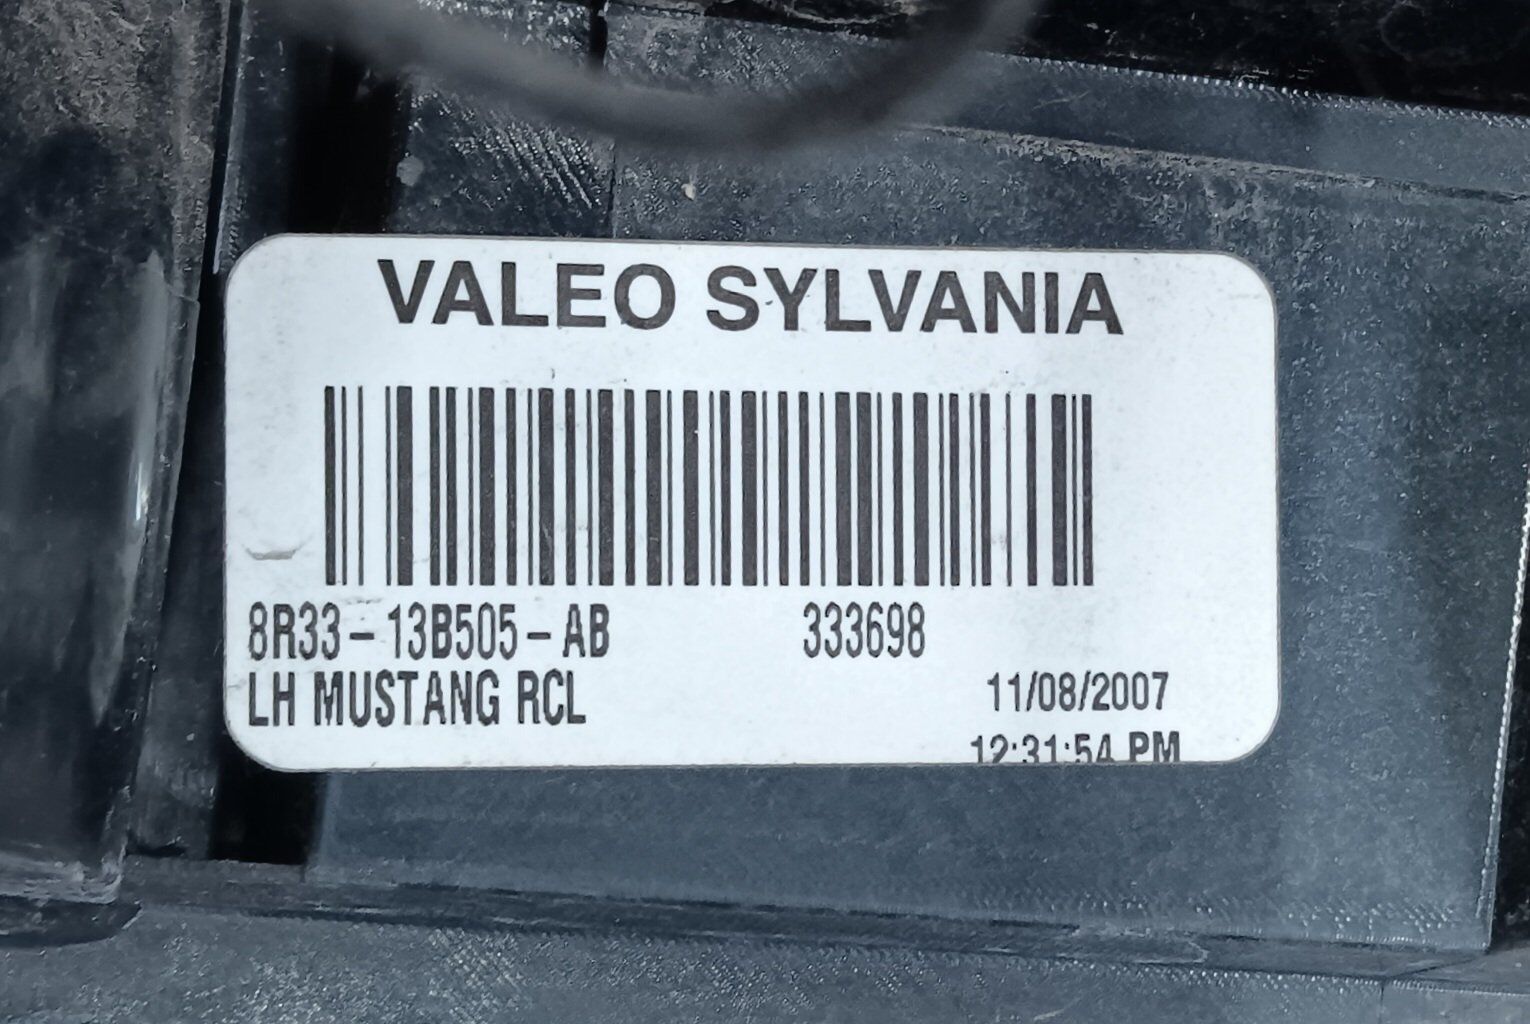 VALEO SYLVANIA
8R33-13B505-AB 333698
LH MUSTANG RCL 11/08/2007
12:31:54 PM